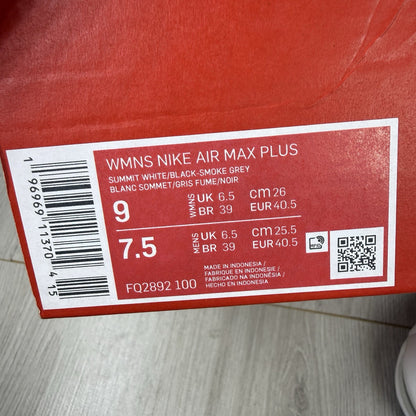 WMNS NIKE AIR MAX PLUS
SUMMIT WHITE/BLACK-SMOKE GREY
BLANC SOMMET/GRIS FUME/NOIR
9 WMNS UK 6.5 cm 26
BR 39 EUR 40.5
7.5 MENS UK 6.5 cm 25.5
BR 39 EUR 40.5
FQ2892 100
MADE IN INDONESIA/
FABRIQUE EN INDONESIE/
FABRICADO NA INDONÉSIA/
HECHO EN INDONESIA
1 96969 11370 4 15